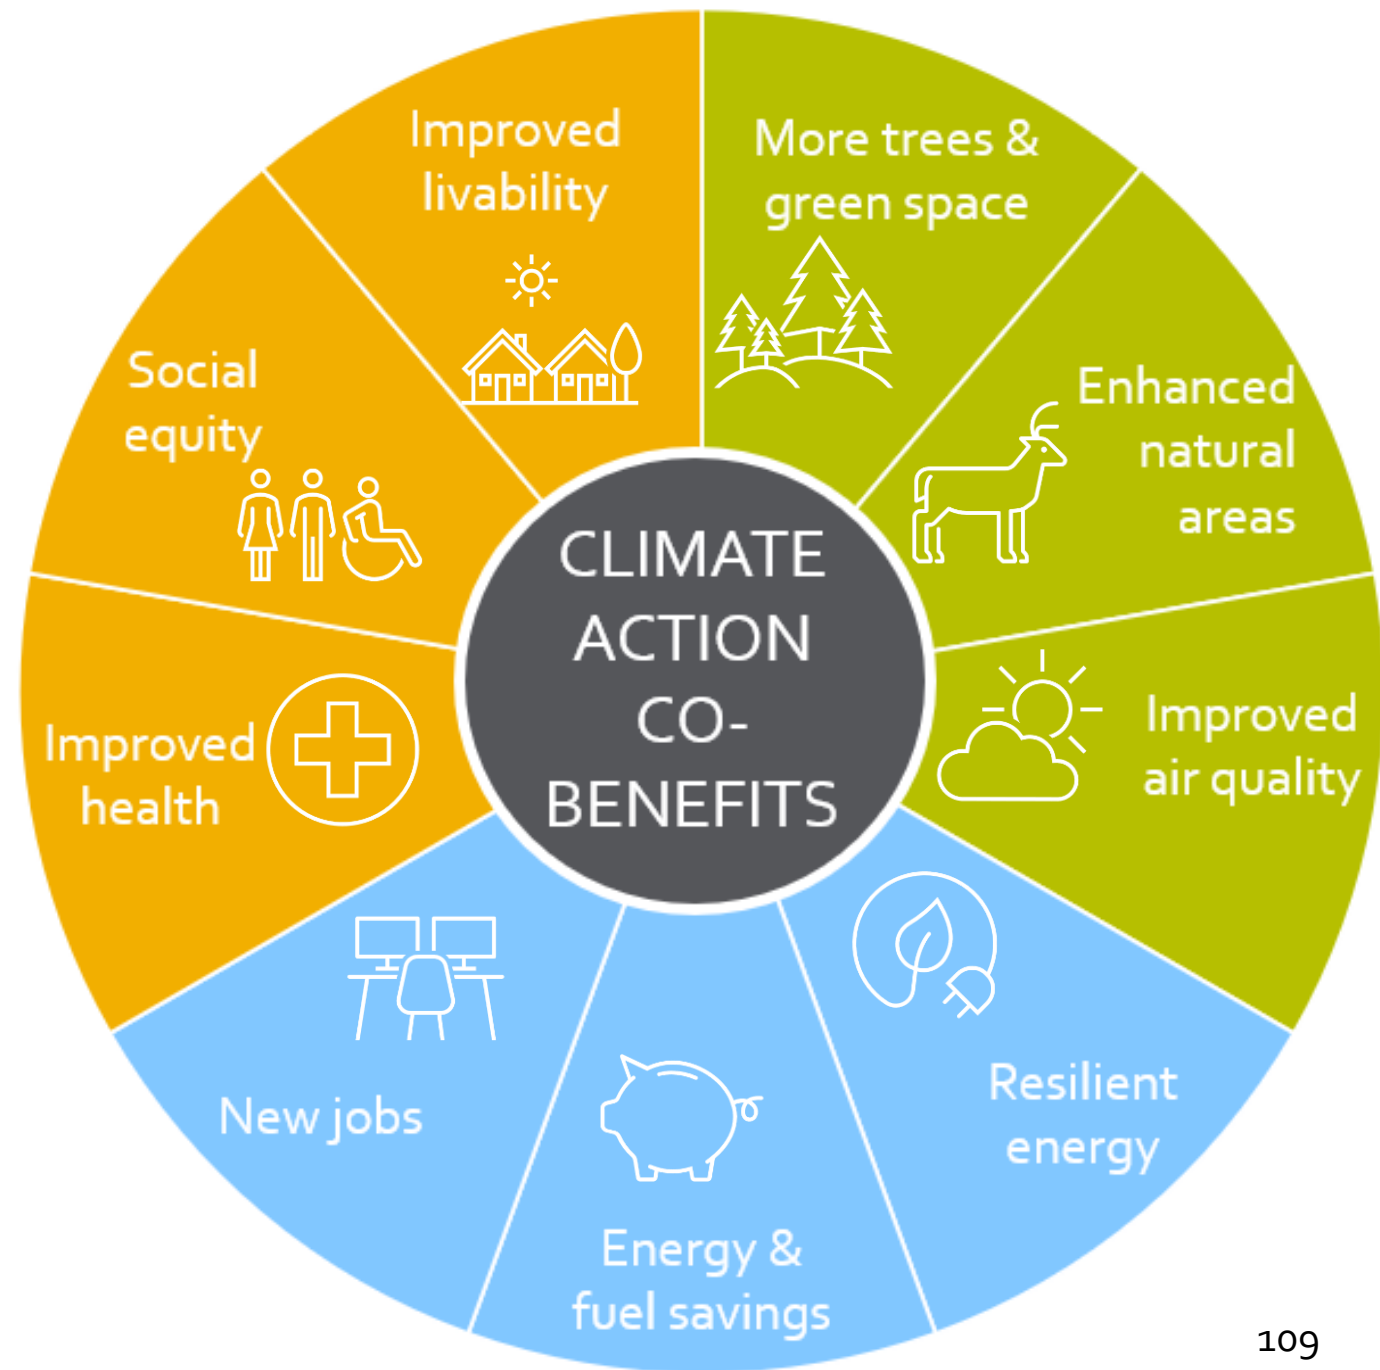 Improved
livability
More trees &
green space
Social
equity
Enhanced
natural
areas
CLIMATE
ACTION
CO-
BENEFITS
Improved
health
Improved
air quality
New jobs
Energy &
fuel savings
Resilient
energy
109